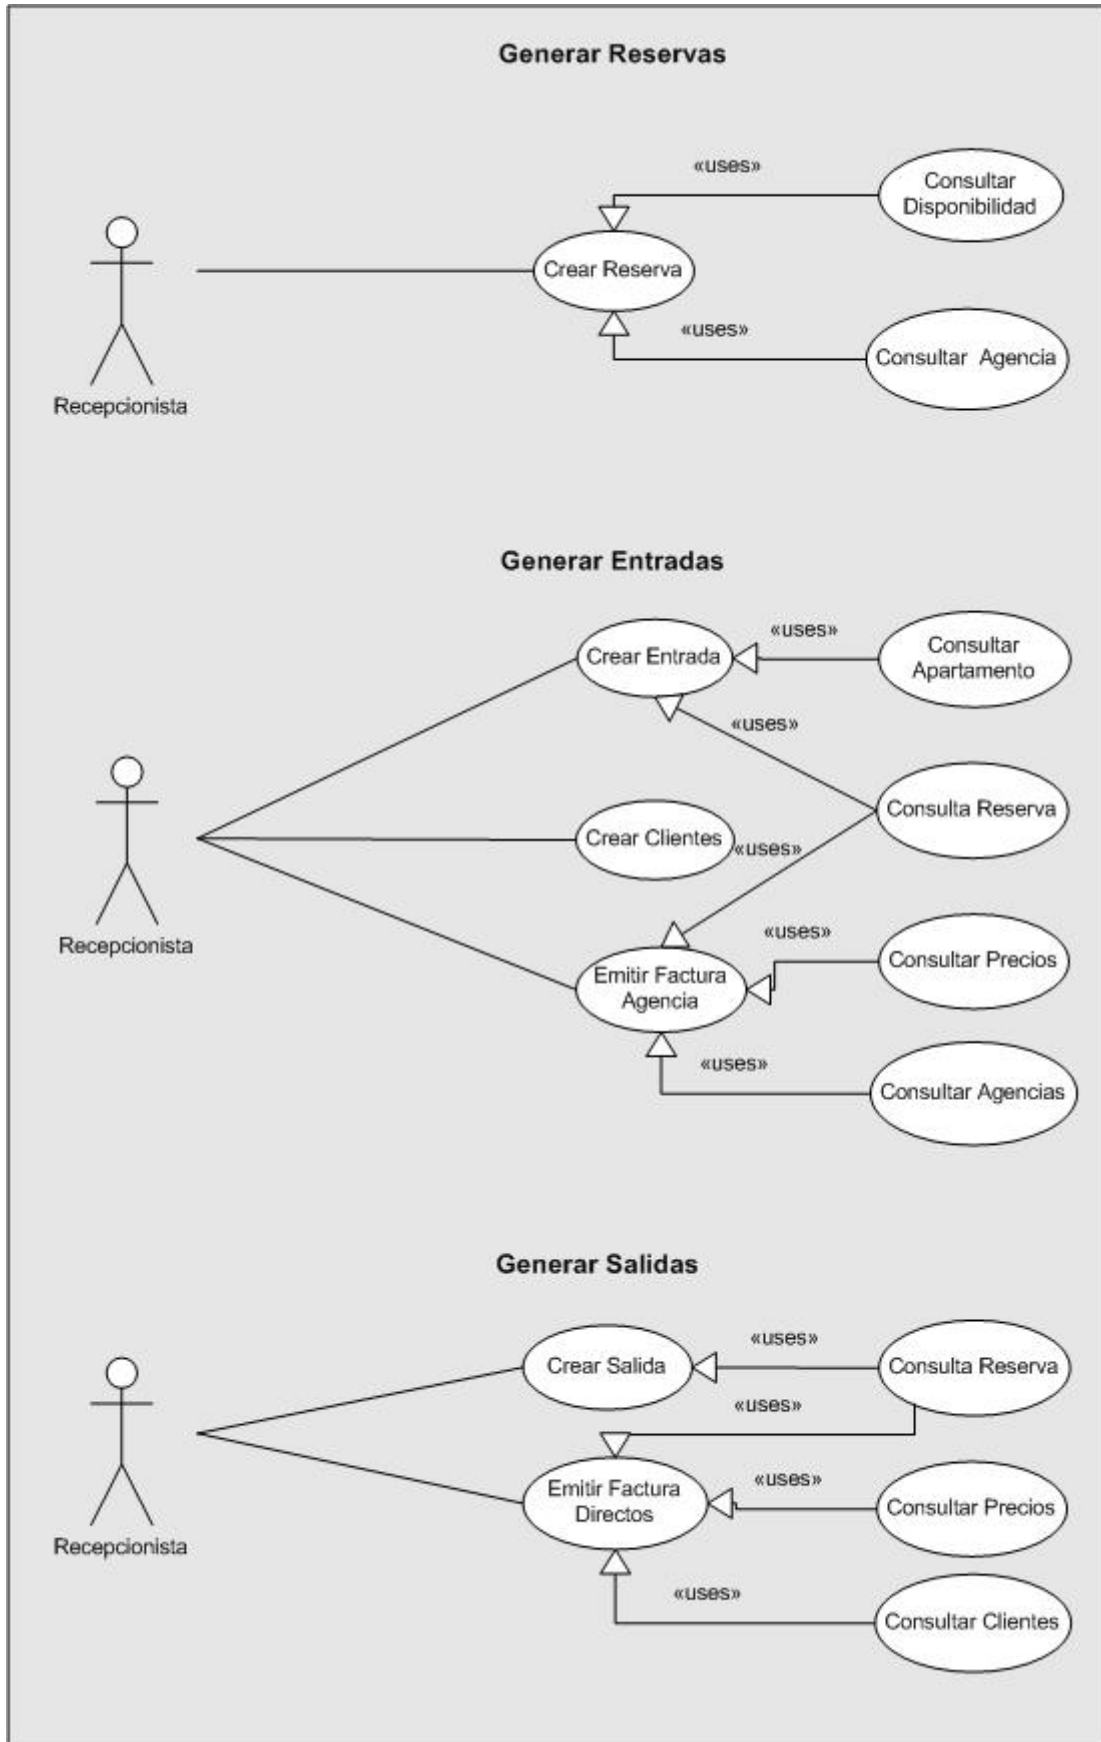 Generar Reservas
«uses»
Consultar
Disponibilidad
Crear Reserva
«uses»
Consultar Agencia
Recepcionista
Generar Entradas
«uses»
Consultar
Apartamento
Crear Entrada
«uses»
Consulta Reserva
Crear Clientes
«uses»
Recepcionista
«uses»
Consultar Precios
Emitir Factura
Agencia
«uses»
Consultar Agencias
Generar Salidas
«uses»
Crear Salida
Consulta Reserva
«uses»
Emitir Factura
Directos
«uses»
Consultar Precios
Recepcionista
«uses»
Consultar Clientes